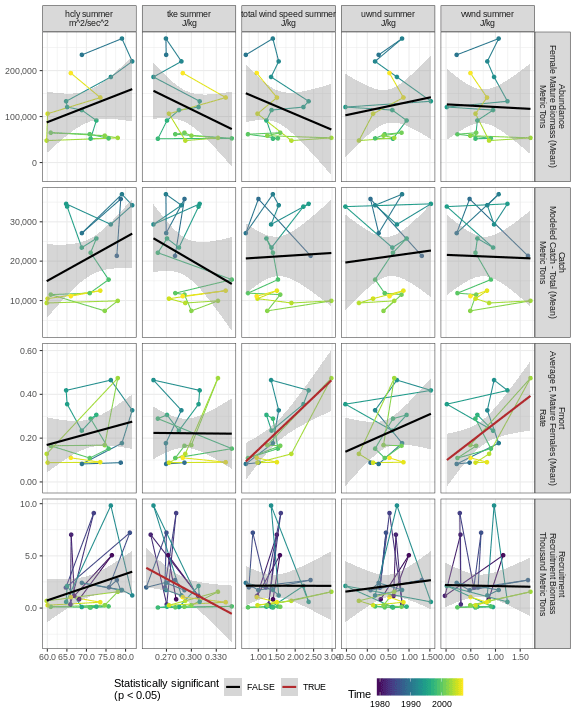 hcly summer
m^2/sec^2
tke summer
J/kg
total wind speed summer
J/kg
uwnd summer
J/kg
vwnd summer
J/kg
200,000
100,000
0
Abundance
Female Mature Biomass (Mean)
Metric Tons
30,000
20,000
10,000
Catch
Modeled Catch - Total (Mean)
Metric Tons
0.60
0.40
0.20
0.00
Fmort
Average F, Mature Females (Mean)
Rate
10.0
5.0
0.0
Recruitment
Recruitment Biomass
Thousand Metric Tons
60.0 65.0 70.0 75.0 80.0
0.270 0.300 0.330
1.00 1.50 2.00 2.50 3.00
0.50 0.00 0.50 1.00 1.50
0.00 0.50 1.00 1.50
Statistically significant
(p < 0.05)
FALSE
TRUE
Time
1980 1990 2000